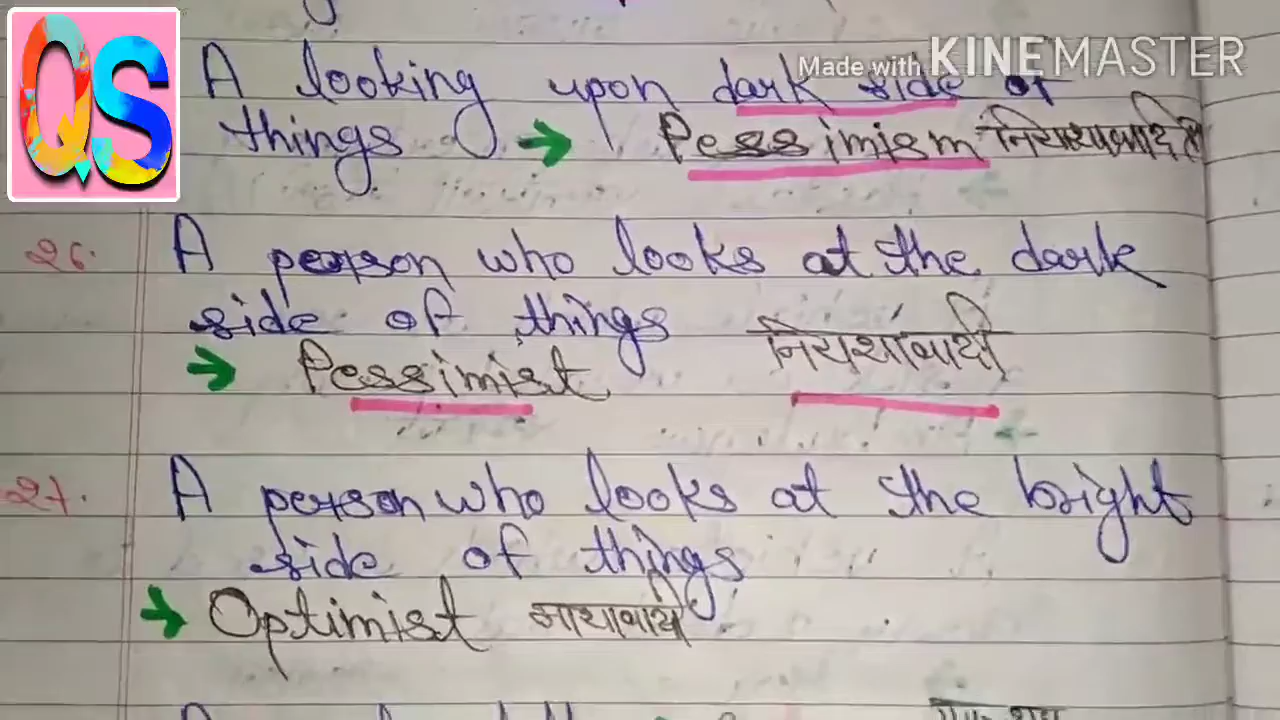 QS
Made with KINEMASTER
A looking upon dark side of
things → Pessimism निराशावादिता
26. A person who looks at the dark
side of things निराशावादी
→ Pessimist
27. A person who looks at the bright
side of things
→ Optimist आशावादी